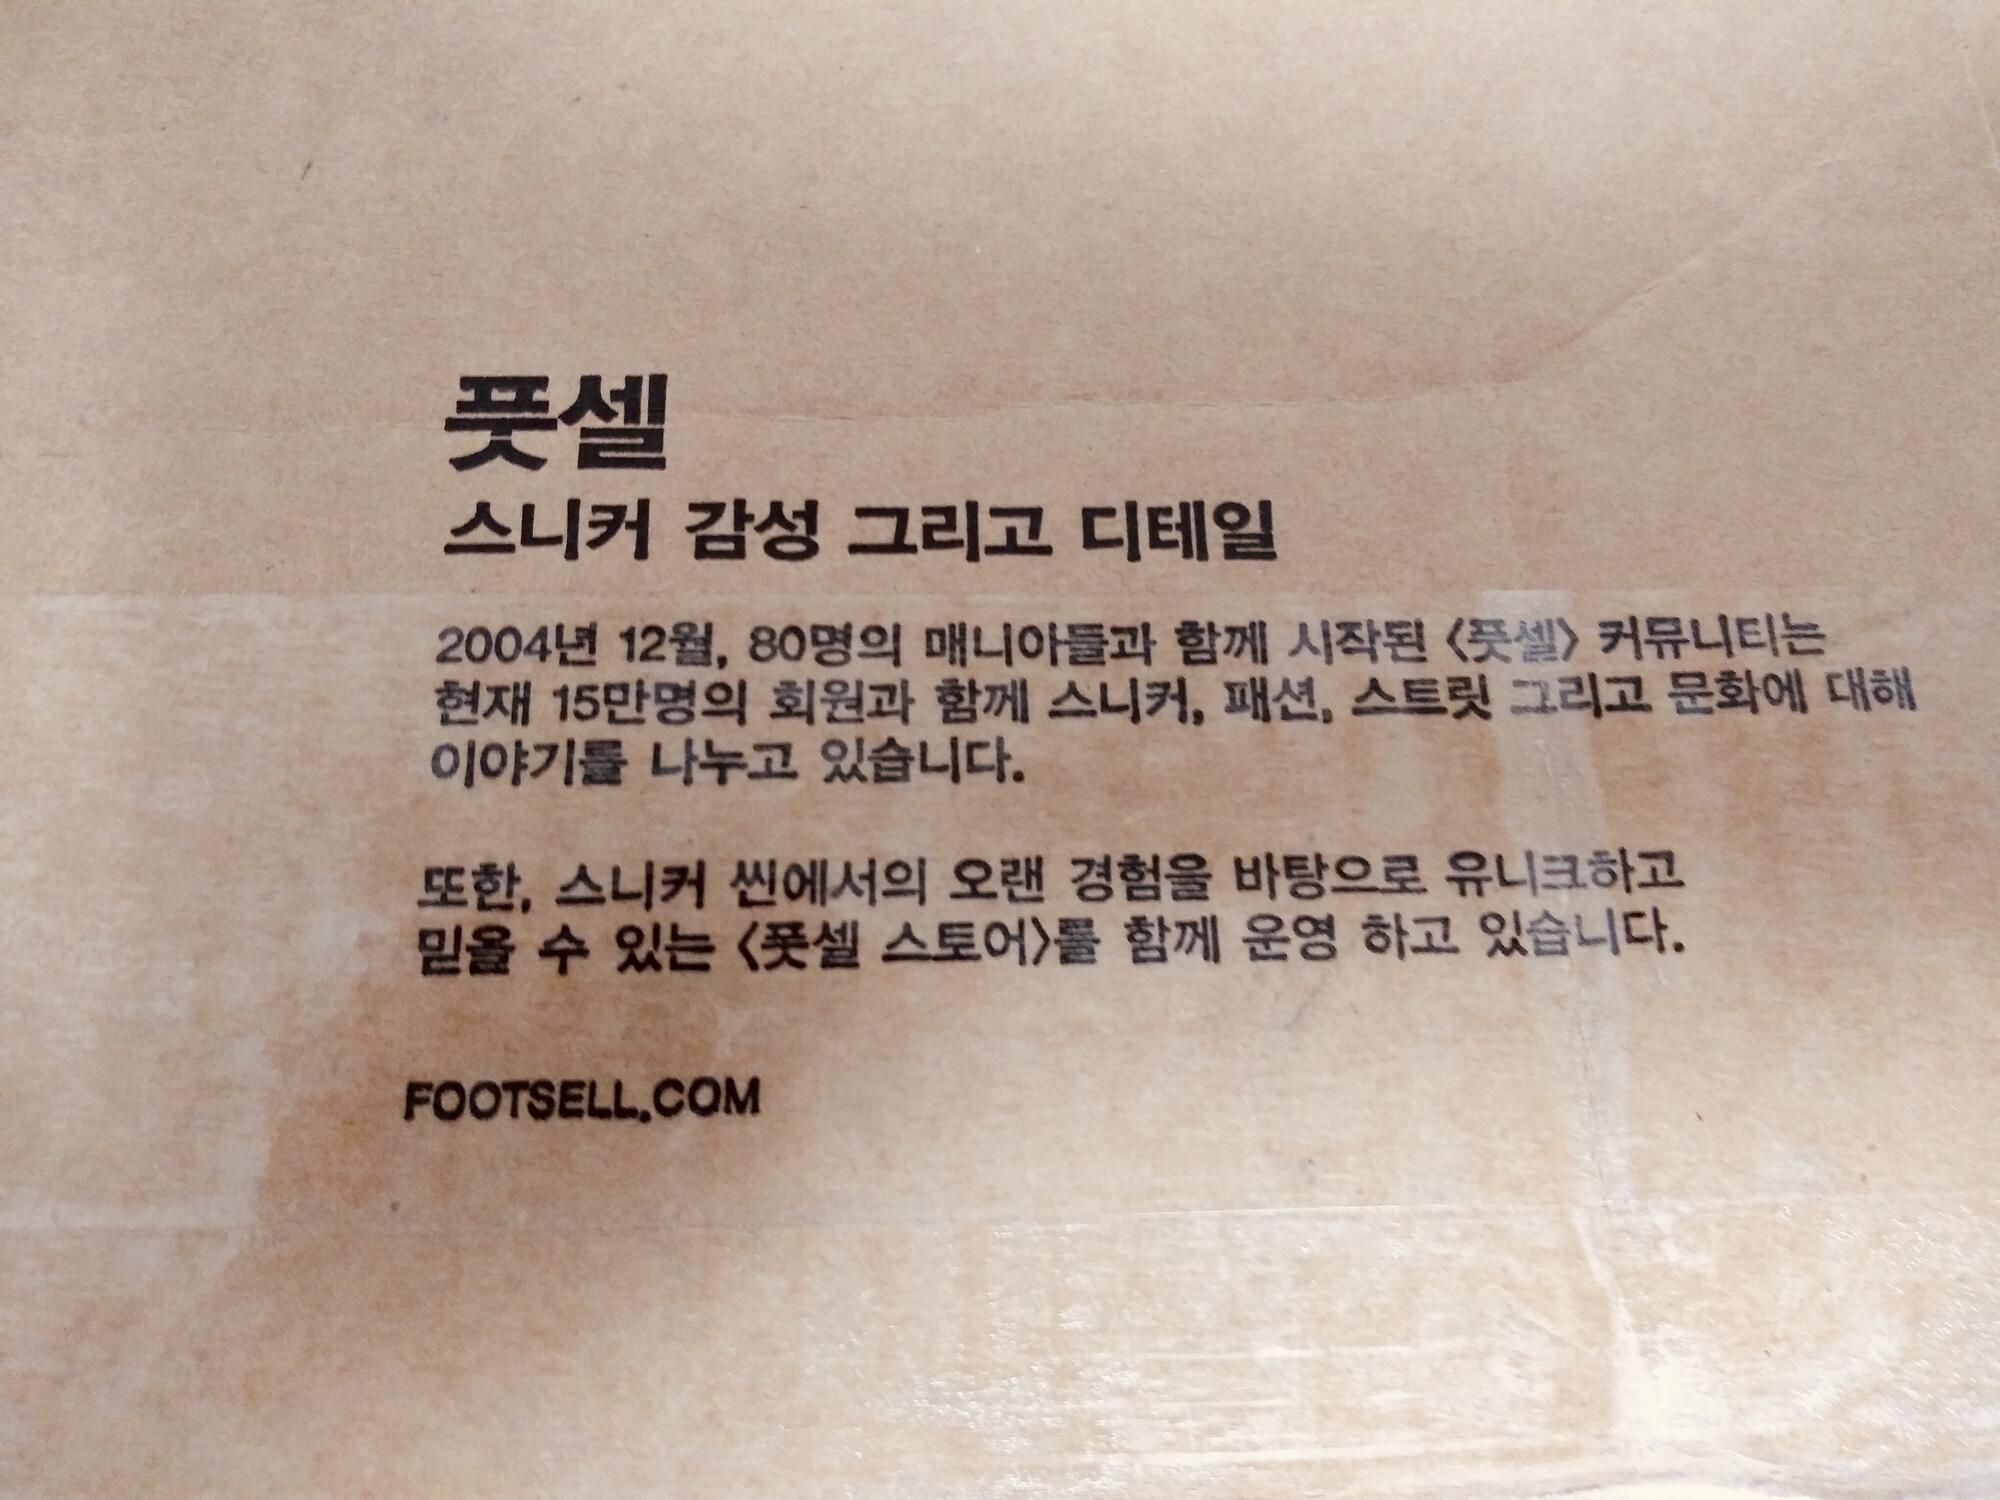 풋셀
스니커 감성 그리고 디테일
2004년 12월, 80명의 매니아들과 함께 시작된 〈풋셀〉 커뮤니티는
현재 15만명의 회원과 함께 스니커, 패션, 스트릿 그리고 문화에 대해
이야기를 나누고 있습니다.
또한, 스니커 씬에서의 오랜 경험을 바탕으로 유니크하고
믿을 수 있는 〈풋셀 스토어〉를 함께 운영 하고 있습니다.
FOOTSELL.COM